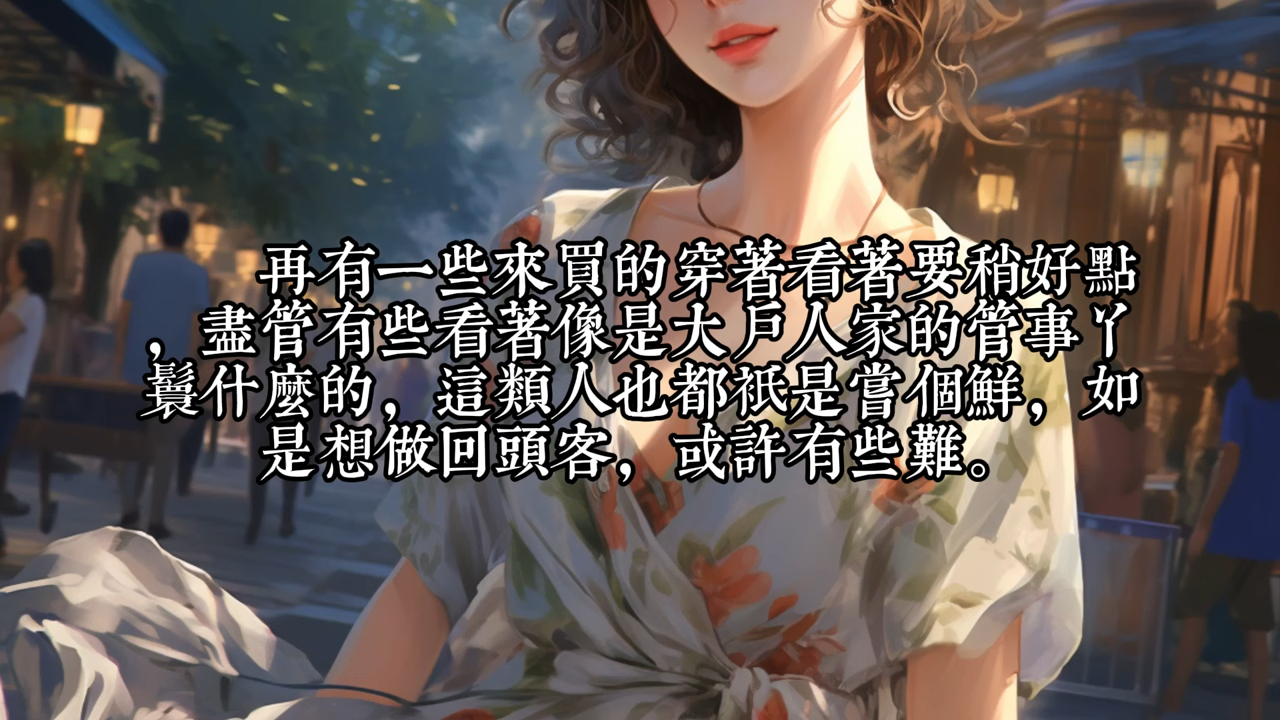 再有一些來買的穿著看著要稍好點
，盡管有些看著像是大戶人家的管事丫
鬟什麼的，這類人也都祇是嘗個鮮，如
是想做回頭客，或許有些難。